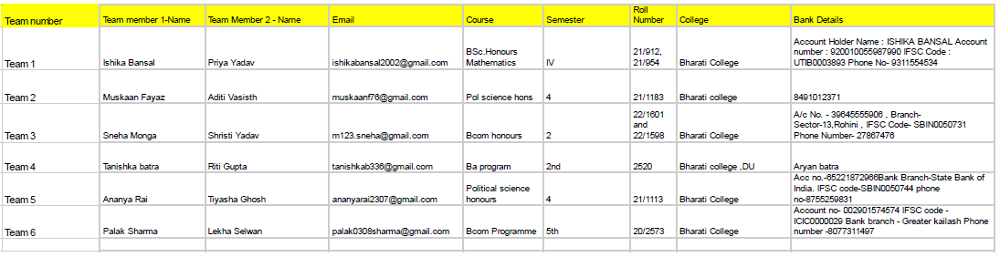 Team number Team member 1-Name Team Member 2 - Name Email Course Semester Roll Number College Bank Details
Team 1 Ishika Bansal Priya Yadav ishikabansal2002@gmail.com BSc.Honours Mathematics IV 21/912, 21/954 Bharati College Account Holder Name : ISHIKA BANSAL Account number : 920010055987990 IFSC Code : UTIB0003893 Phone No- 9311554534
Team 2 Muskaan Fayaz Aditi Vasisth muskaanf76@gmail.com Pol science hons 4 21/1183 Bharati college 8491012371
Team 3 Sneha Monga Shristi Yadav m123.sneha@gmail.com Bcom honours 2 22/1601 and 22/1598 Bharati College A/c No. - 39645555906 , Branch- Sector-13,Rohini , IFSC Code- SBIN0050731 Phone Number- 27867476
Team 4 Tanishka batra Riti Gupta tanishkab336@gmail.com Ba program 2nd 2520 Bharati college ,DU Aryan batra
Team 5 Ananya Rai Tiyasha Ghosh ananyarai2307@gmail.com Political science honours 4 21/1113 Bharati College Acc no.-65221872966Bank Branch-State Bank of India. IFSC code-SBIN0050744 phone no-8755259831
Team 6 Palak Sharma Lekha Selwan palak0308sharma@gmail.com Bcom Programme 5th 20/2573 Bharati College Account no- 002901574574 IFSC code - ICIC0000029 Bank branch - Greater kailash Phone number -8077311497